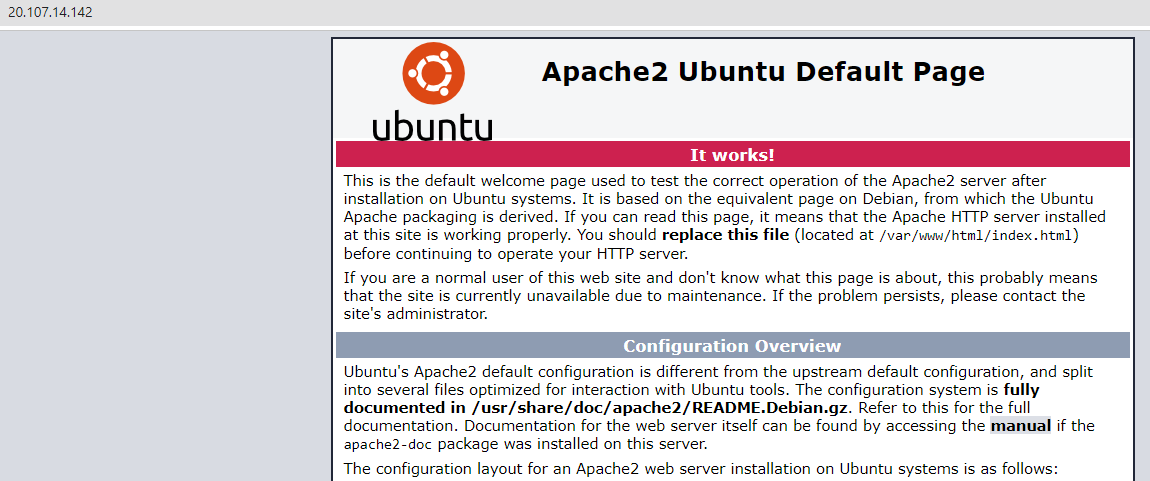 20.107.14.142
Apache2 Ubuntu Default Page
ubuntu
It works!
This is the default welcome page used to test the correct operation of the Apache2 server after
installation on Ubuntu systems. It is based on the equivalent page on Debian, from which the Ubuntu
Apache packaging is derived. If you can read this page, it means that the Apache HTTP server installed
at this site is working properly. You should replace this file (located at /var/www/html/index.html)
before continuing to operate your HTTP server.
If you are a normal user of this web site and don't know what this page is about, this probably means
that the site is currently unavailable due to maintenance. If the problem persists, please contact the
site's administrator.
Configuration Overview
Ubuntu's Apache2 default configuration is different from the upstream default configuration, and split
into several files optimized for interaction with Ubuntu tools. The configuration system is fully
documented in /usr/share/doc/apache2/README.Debian.gz. Refer to this for the full
documentation. Documentation for the web server itself can be found by accessing the manual if the
apache2-doc package was installed on this server.
The configuration layout for an Apache2 web server installation on Ubuntu systems is as follows: